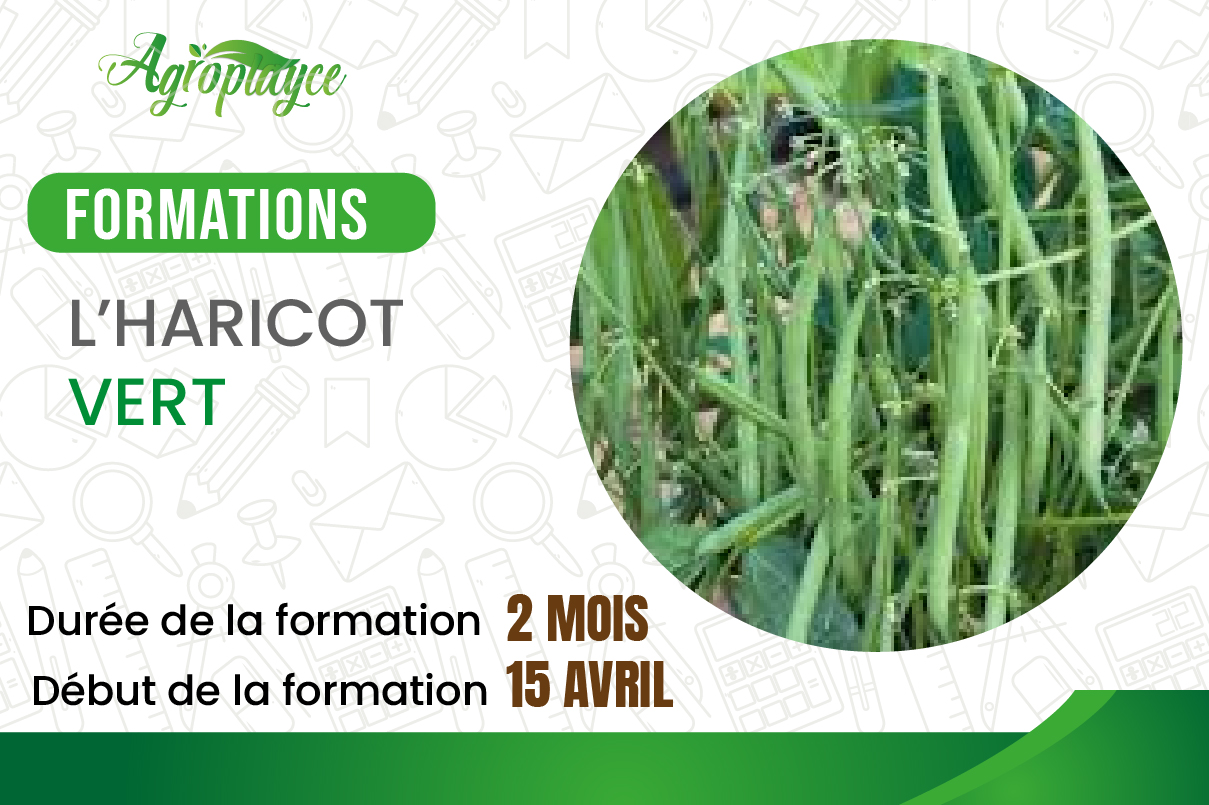 Agroplayce
FORMATIONS
L’HARICOT
VERT
Durée de la formation 2 MOIS
Début de la formation 15 AVRIL